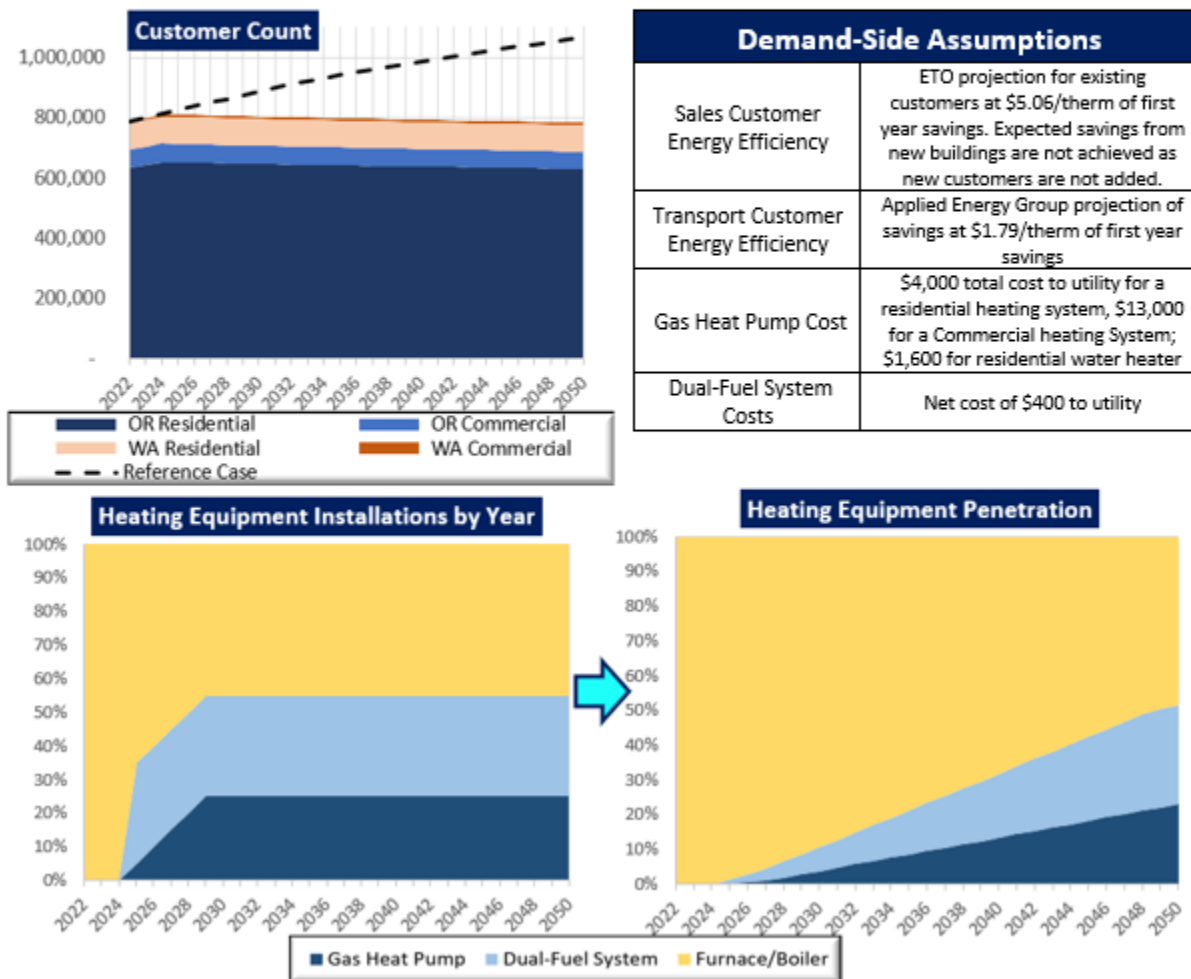 Customer Count
1,000,000
800,000
600,000
400,000
200,000
-
2022
2024
2026
2028
2030
2032
2034
2036
2038
2040
2042
2044
2046
2048
2050
OR Residential
OR Commercial
WA Residential
WA Commercial
Reference Case
Demand-Side Assumptions
Sales Customer
Energy Efficiency
ETO projection for existing
customers at $5.06/therm of first
year savings. Expected savings from
new buildings are not achieved as
new customers are not added.
Transport Customer
Energy Efficiency
Applied Energy Group projection of
savings at $1.79/therm of first year
savings
Gas Heat Pump Cost
$4,000 total cost to utility for a
residential heating system, $13,000
for a Commercial heating System;
$1,600 for residential water heater
Dual-Fuel System
Costs
Net cost of $400 to utility
Heating Equipment Installations by Year
100%
90%
80%
70%
60%
50%
40%
30%
20%
10%
0%
2022
2024
2026
2028
2030
2032
2034
2036
2038
2040
2042
2044
2046
2048
2050
Heating Equipment Penetration
100%
90%
80%
70%
60%
50%
40%
30%
20%
10%
0%
2022
2024
2026
2028
2030
2032
2034
2036
2038
2040
2042
2044
2046
2048
2050
Gas Heat Pump
Dual-Fuel System
Furnace/Boiler